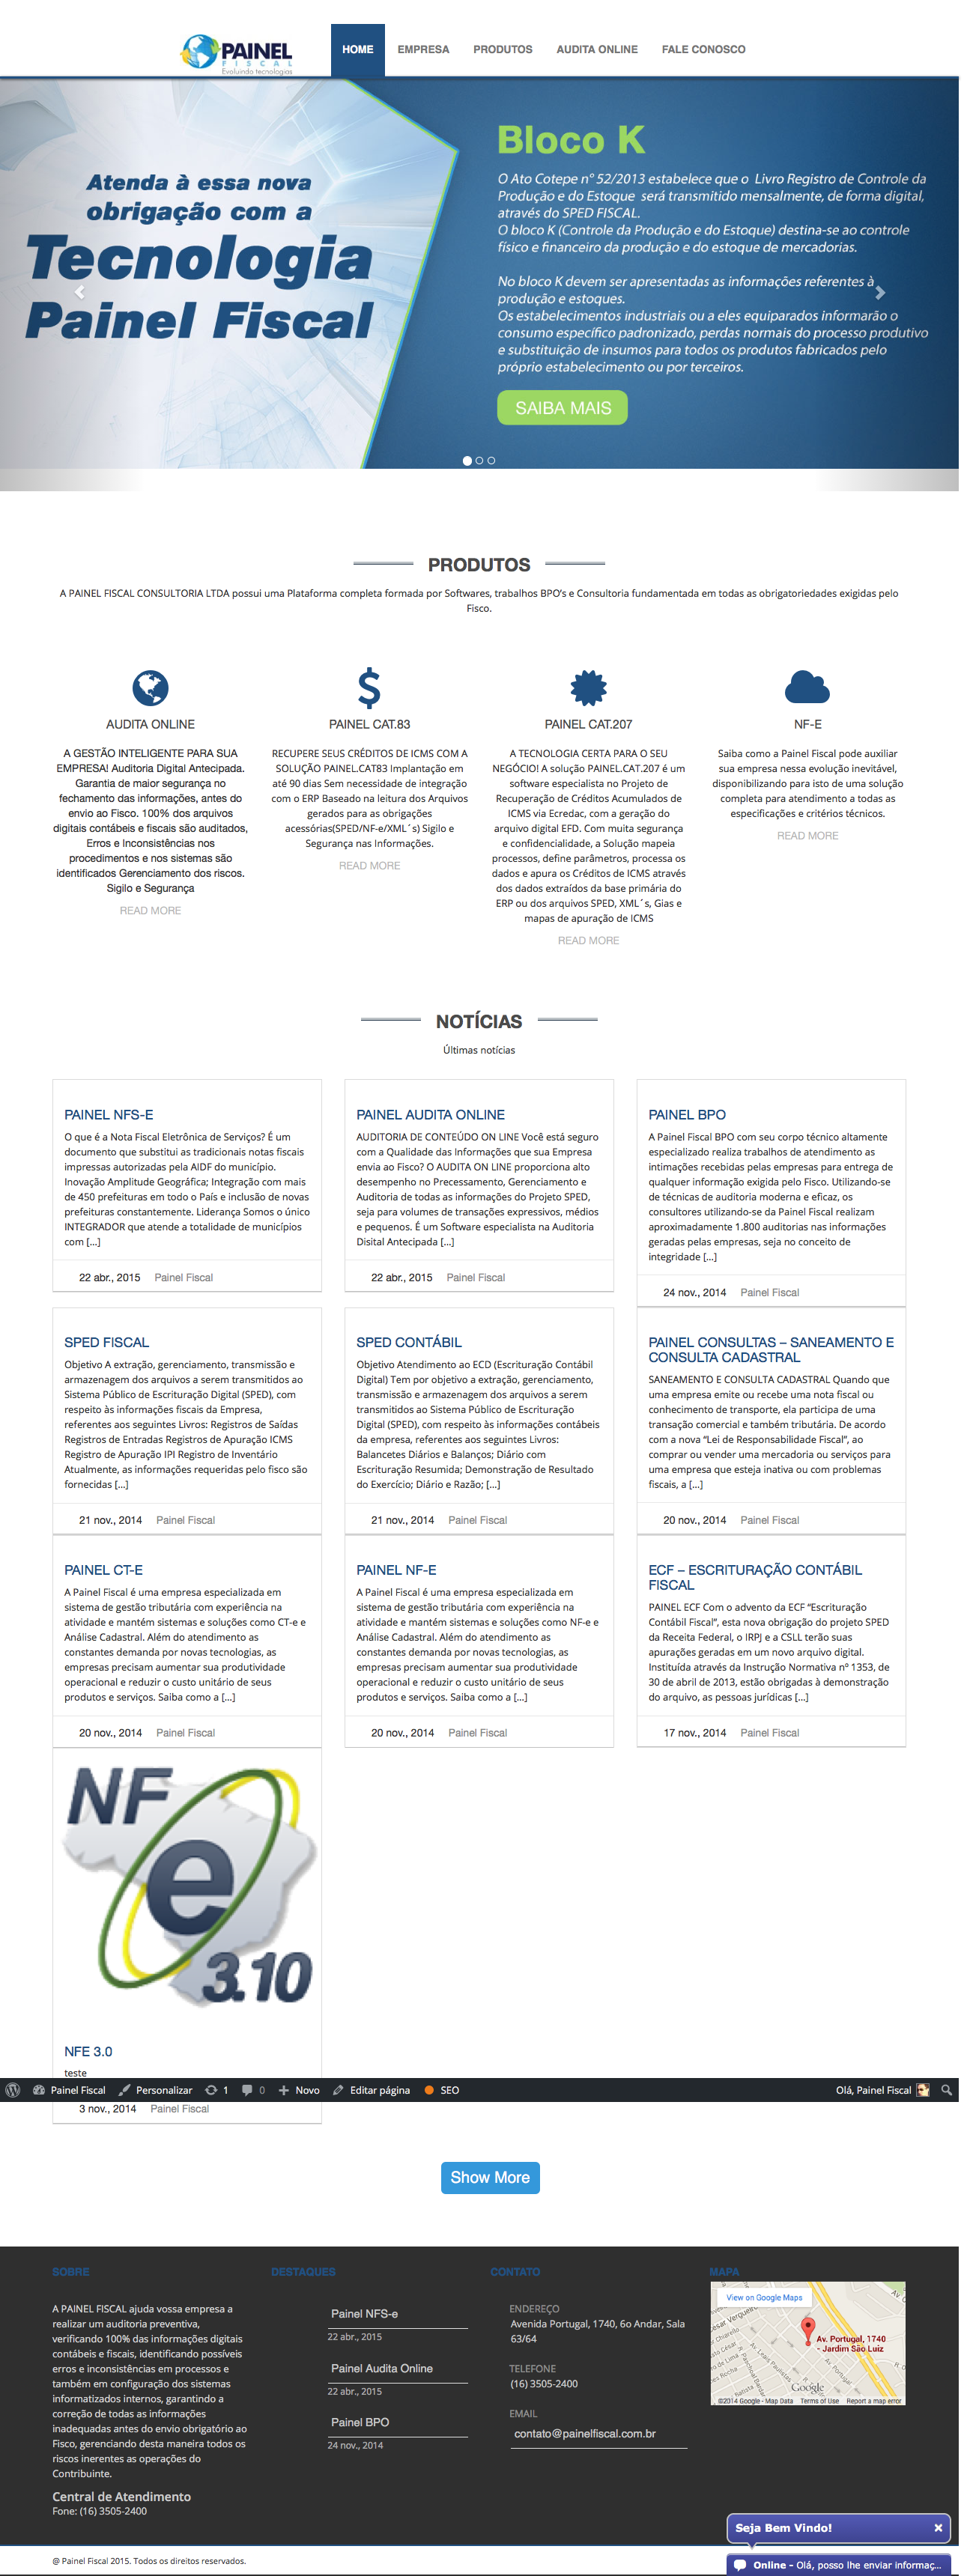 PAINEL
FISCAL
Evoluindo tecnologias
HOME
EMPRESA
PRODUTOS
AUDITA ONLINE
FALE CONOSCO
Atenda à essa nova
obrigação com a
Tecnologia
Painel Fiscal
Bloco K
O Ato Cotepe nº 52/2013 estabelece que o Livro Registro de Controle da
Produção e do Estoque será transmitido mensalmente, de forma digital,
através do SPED FISCAL.
O bloco K (Controle da Produção e do Estoque) destina-se ao controle
físico e financeiro da produção e do estoque de mercadorias.
No bloco K devem ser apresentadas as informações referentes à
produção e estoques.
Os estabelecimentos industriais ou a eles equiparados informarão o
consumo específico padronizado, perdas normais do processo produtivo
e substituição de insumos para todos os produtos fabricados pelo
próprio estabelecimento ou por terceiros.
SAIBA MAIS
PRODUTOS
A PAINEL FISCAL CONSULTORIA LTDA possui uma Plataforma completa formada por Softwares, trabalhos BPO's e Consultoria fundamentada em todas as obrigatoriedades exigidas pelo
Fisco.
AUDITA ONLINE
A GESTÃO INTELIGENTE PARA SUA
EMPRESA! Auditoria Digital Antecipada.
Garantia de maior segurança no
fechamento das informações, antes do
envio ao Fisco. 100% dos arquivos
digitais contábeis e fiscais são auditados,
Erros e Inconsistências nos
procedimentos e nos sistemas são
identificados Gerenciamento dos riscos.
Sigilo e Segurança
READ MORE
PAINEL CAT.83
RECUPERE SEUS CRÉDITOS DE ICMS COM A
SOLUÇÃO PAINEL.CAT83 Implantação em
até 90 dias Sem necessidade de integração
com o ERP Baseado na leitura dos Arquivos
gerados para as obrigações
acessórias(SPED/NF-e/XML´s) Sigilo e
Segurança nas Informações.
READ MORE
PAINEL CAT.207
A TECNOLOGIA CERTA PARA O SEU
NEGÓCIO! A solução PAINEL.CAT.207 é um
software especialista no Projeto de
Recuperação de Créditos Acumulados de
ICMS via Ecredac, com a geração do
arquivo digital EFD. Com muita segurança
e confidencialidade, a Solução mapeia
processos, define parâmetros, processa os
dados e apura os Créditos de ICMS através
dos dados extraídos da base primária do
ERP ou dos arquivos SPED, XML´s, Gias e
mapas de apuração de ICMS
READ MORE
NF-E
Saiba como a Painel Fiscal pode auxiliar
sua empresa nessa evolução inevitável,
disponibilizando para isto de uma solução
completa para atendimento a todas as
especificações e critérios técnicos.
READ MORE
NOTÍCIAS
Últimas notícias
PAINEL NFS-E
O que é a Nota Fiscal Eletrônica de Serviços? É um
documento que substitui as tradicionais notas fiscais
impressas autorizadas pela AIDF do município.
Inovação Amplitude Geográfica; Integração com mais
de 450 prefeituras em todo o País e inclusão de novas
prefeituras constantemente. Liderança Somos o único
INTEGRADOR que atende a totalidade de municípios
com [...]
22 abr., 2015 Painel Fiscal
PAINEL AUDITA ONLINE
AUDITORIA DE CONTEÚDO ON LINE Você está seguro
com a Qualidade das Informações que sua Empresa
envia ao Fisco? O AUDITA ON LINE proporciona alto
desempenho no Precessamento, Gerenciamento e
Auditoria de todas as informações do Projeto SPED,
seja para volumes de transações expressivos, médios
e pequenos. É um Software especialista na Auditoria
Disital Antecipada [...]
22 abr., 2015 Painel Fiscal
PAINEL BPO
A Painel Fiscal BPO com seu corpo técnico altamente
especializado realiza trabalhos de atendimento as
intimações recebidas pelas empresas para entrega de
qualquer informação exigida pelo Fisco. Utilizando-se
de técnicas de auditoria moderna e eficaz, os
consultores utilizando-se da Painel Fiscal realizam
aproximadamente 1.800 auditorias nas informações
geradas pelas empresas, seja no conceito de
integridade [...]
24 nov., 2014 Painel Fiscal
SPED FISCAL
Objetivo A extração, gerenciamento, transmissão e
armazenagem dos arquivos a serem transmitidos ao
Sistema Público de Escrituração Digital (SPED), com
respeito às informações fiscais da Empresa,
referentes aos seguintes Livros: Registros de Saídas
Registros de Entradas Registros de Apuração ICMS
Registro de Apuração IPI Registro de Inventário
Atualmente, as informações requeridas pelo fisco são
fornecidas [...]
21 nov., 2014 Painel Fiscal
SPED CONTÁBIL
Objetivo Atendimento ao ECD (Escrituração Contábil
Digital) Tem por objetivo a extração, gerenciamento,
transmissão e armazenagem dos arquivos a serem
transmitidos ao Sistema Público de Escrituração
Digital (SPED), com respeito às informações contábeis
da empresa, referentes aos seguintes Livros:
Balancetes Diários e Balanços; Diário com
Escrituração Resumida; Demonstração de Resultado
do Exercício; Diário e Razão; [...]
21 nov., 2014 Painel Fiscal
PAINEL CONSULTAS – SANEAMENTO E
CONSULTA CADASTRAL
SANEAMENTO E CONSULTA CADASTRAL Quando que
uma empresa emite ou recebe uma nota fiscal ou
conhecimento de transporte, ela participa de uma
transação comercial e também tributária. De acordo
com a nova “Lei de Responsabilidade Fiscal”, ao
comprar ou vender uma mercadoria ou serviços para
uma empresa que esteja inativa ou com problemas
fiscais, a [...]
20 nov., 2014 Painel Fiscal
PAINEL CT-E
A Painel Fiscal é uma empresa especializada em
sistema de gestão tributária com experiência na
atividade e mantém sistemas e soluções como CT-e e
Análise Cadastral. Além do atendimento as
constantes demanda por novas tecnologias, as
empresas precisam aumentar sua produtividade
operacional e reduzir o custo unitário de seus
produtos e serviços. Saiba como a [...]
20 nov., 2014 Painel Fiscal
PAINEL NF-E
A Painel Fiscal é uma empresa especializada em
sistema de gestão tributária com experiência na
atividade e mantém sistemas e soluções como NF-e e
Análise Cadastral. Além do atendimento as
constantes demanda por novas tecnologias, as
empresas precisam aumentar sua produtividade
operacional e reduzir o custo unitário de seus
produtos e serviços. Saiba como a [...]
20 nov., 2014 Painel Fiscal
ECF – ESCRITURAÇÃO CONTÁBIL
FISCAL
PAINEL ECF Com o advento da ECF “Escrituração
Contábil Fiscal”, esta nova obrigação do projeto SPED
da Receita Federal, o IRPJ e a CSLL terão suas
apurações geradas em um novo arquivo digital.
Instituída através da Instrução Normativa nº 1353, de
30 de abril de 2013, estão obrigadas à demonstração
do arquivo, as pessoas jurídicas [...]
17 nov., 2014 Painel Fiscal
NF
e
3.10
NFE 3.0
teste
Painel Fiscal Personalizar 1 0 Novo Editar página SEO Olá, Painel Fiscal
3 nov., 2014 Painel Fiscal
Show More
SOBRE
A PAINEL FISCAL ajuda vossa empresa a
realizar um auditoria preventiva,
verificando 100% das informações digitais
contábeis e fiscais, identificando possíveis
erros e inconsistências em processos e
também em configuração dos sistemas
informatizados internos, garantindo a
correção de todas as informações
inadequadas antes do envio obrigatório ao
Fisco, gerenciando desta maneira todos os
riscos inerentes as operações do
Contribuinte.
Central de Atendimento
Fone: (16) 3505-2400
DESTAQUES
Painel NFS-e
22 abr., 2015
Painel Audita Online
22 abr., 2015
Painel BPO
24 nov., 2014
CONTATO
ENDEREÇO
Avenida Portugal, 1740, 6o Andar, Sala
63/64
TELEFONE
(16) 3505-2400
EMAIL
contato@painelfiscal.com.br
MAPA
View on Google Maps
Av. Portugal, 1740
- Jardim São Luiz
Google
©2014 Google - Map Data Terms of Use Report a map error
Seja Bem Vindo!
Online - Olá, posso lhe enviar informaç...
@ Painel Fiscal 2015. Todos os direitos reservados.